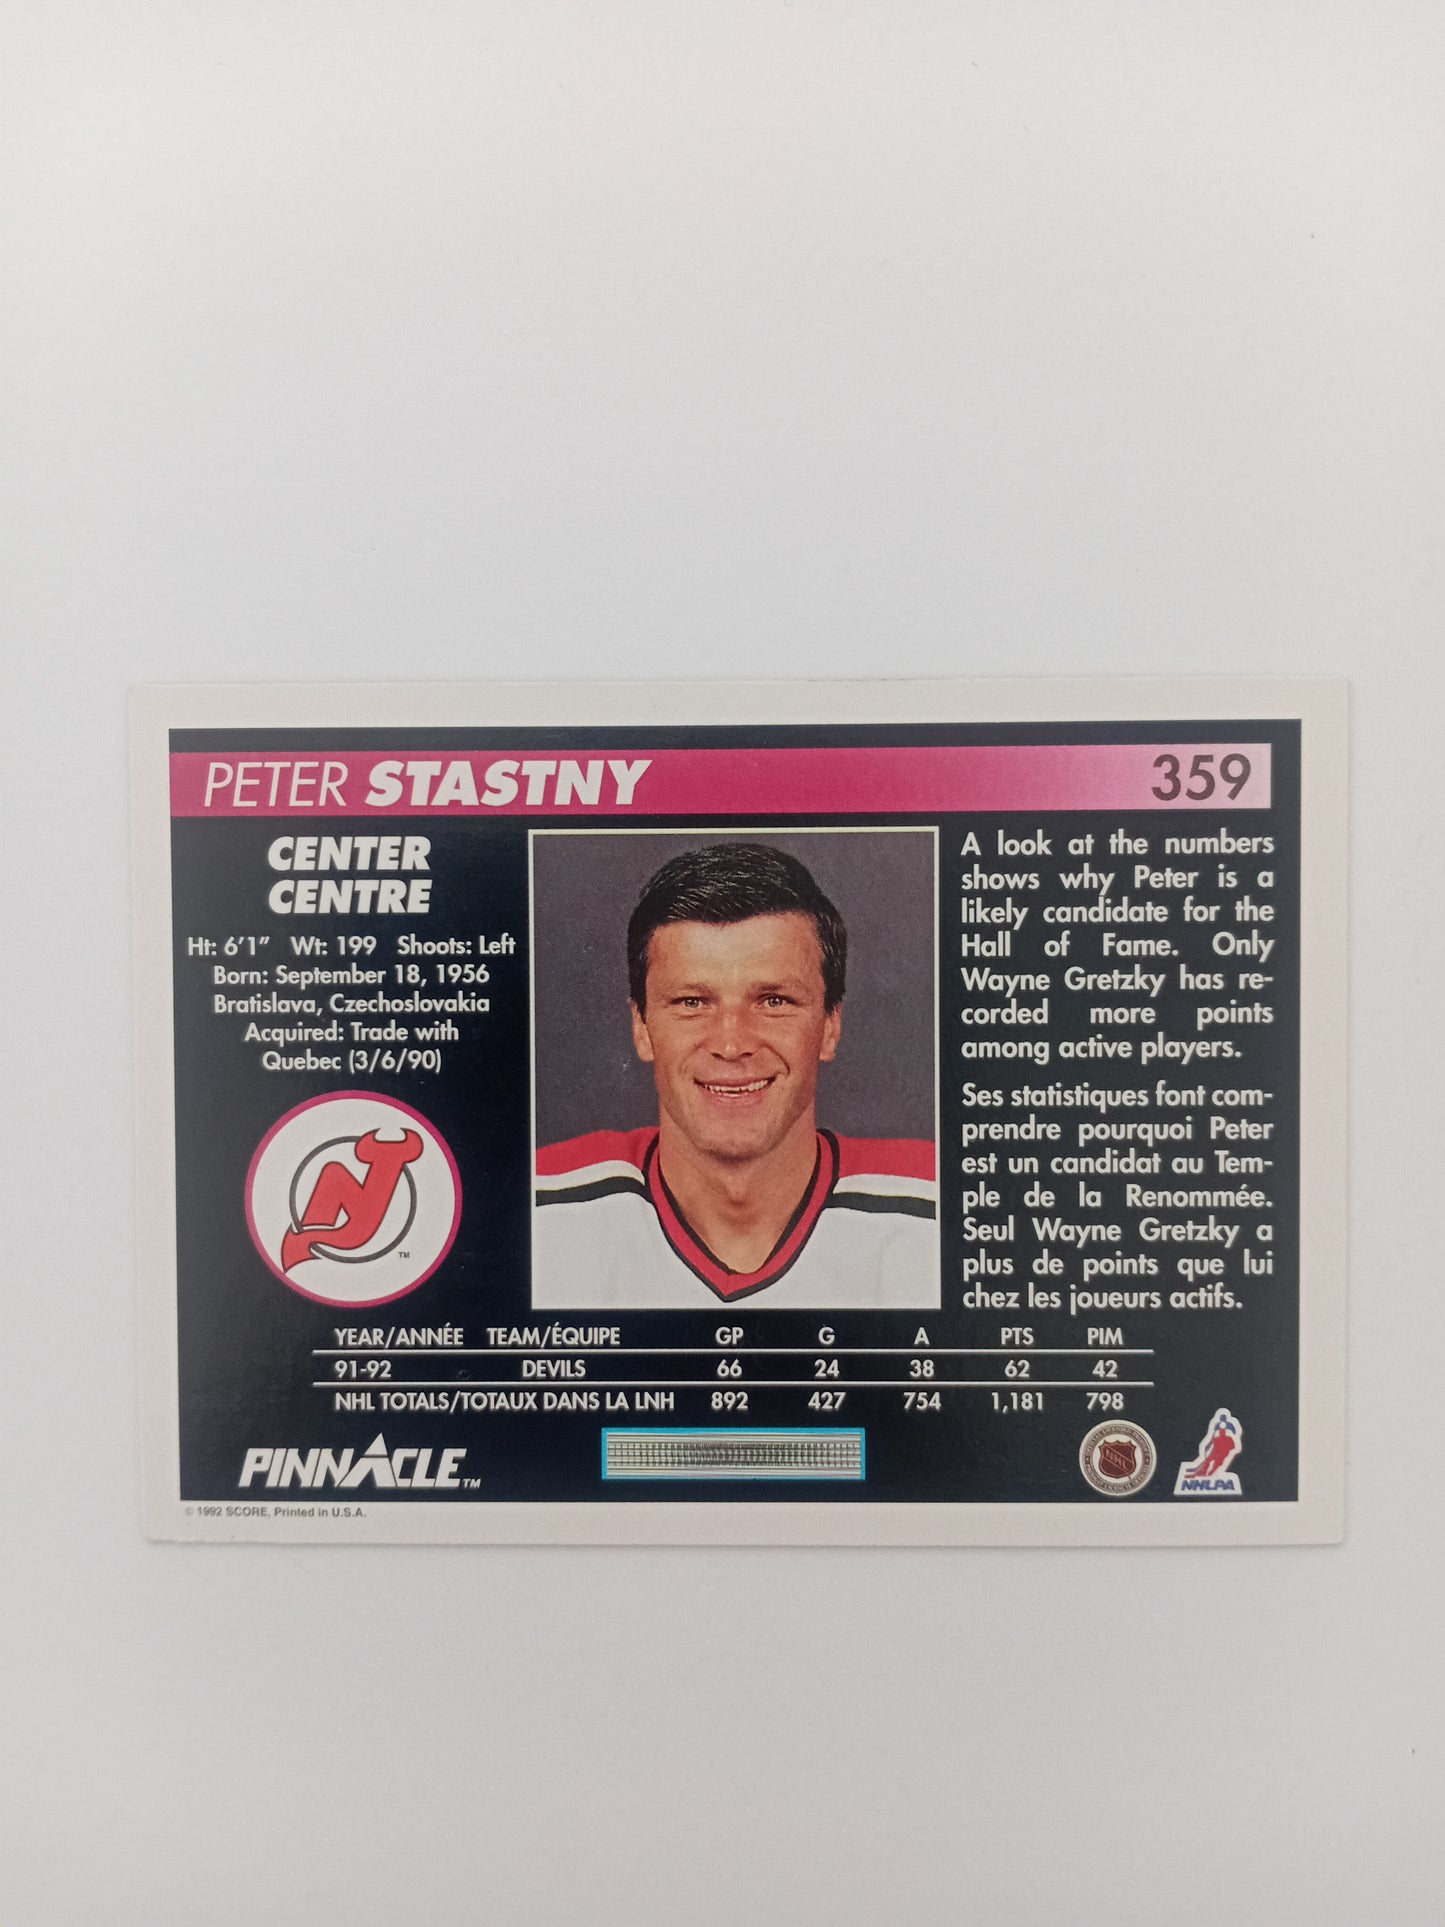 PETER STASTNY 359
CENTER
CENTRE
Ht: 6'1" Wt: 199 Shoots: Left
Born: September 18, 1956
Bratislava, Czechoslovakia
Acquired: Trade with
Quebec (3/6/90)
NJ
TM
A look at the numbers
shows why Peter is a
likely candidate for the
Hall of Fame. Only
Wayne Gretzky has re-
corded more points
among active players.
Ses statistiques font com-
prendre pourquoi Peter
est un candidat au Tem-
ple de la Renommée.
Seul Wayne Gretzky a
plus de points que lui
chez les joueurs actifs.
YEAR/ANNÉE TEAM/ÉQUIPE GP G A PTS PIM
91-92 DEVILS 66 24 38 62 42
NHL TOTALS/TOTAUX DANS LA LNH 892 427 754 1,181 798
PINNACLE TM
NHL
NHLPA
© 1992 SCORE, Printed in U.S.A.